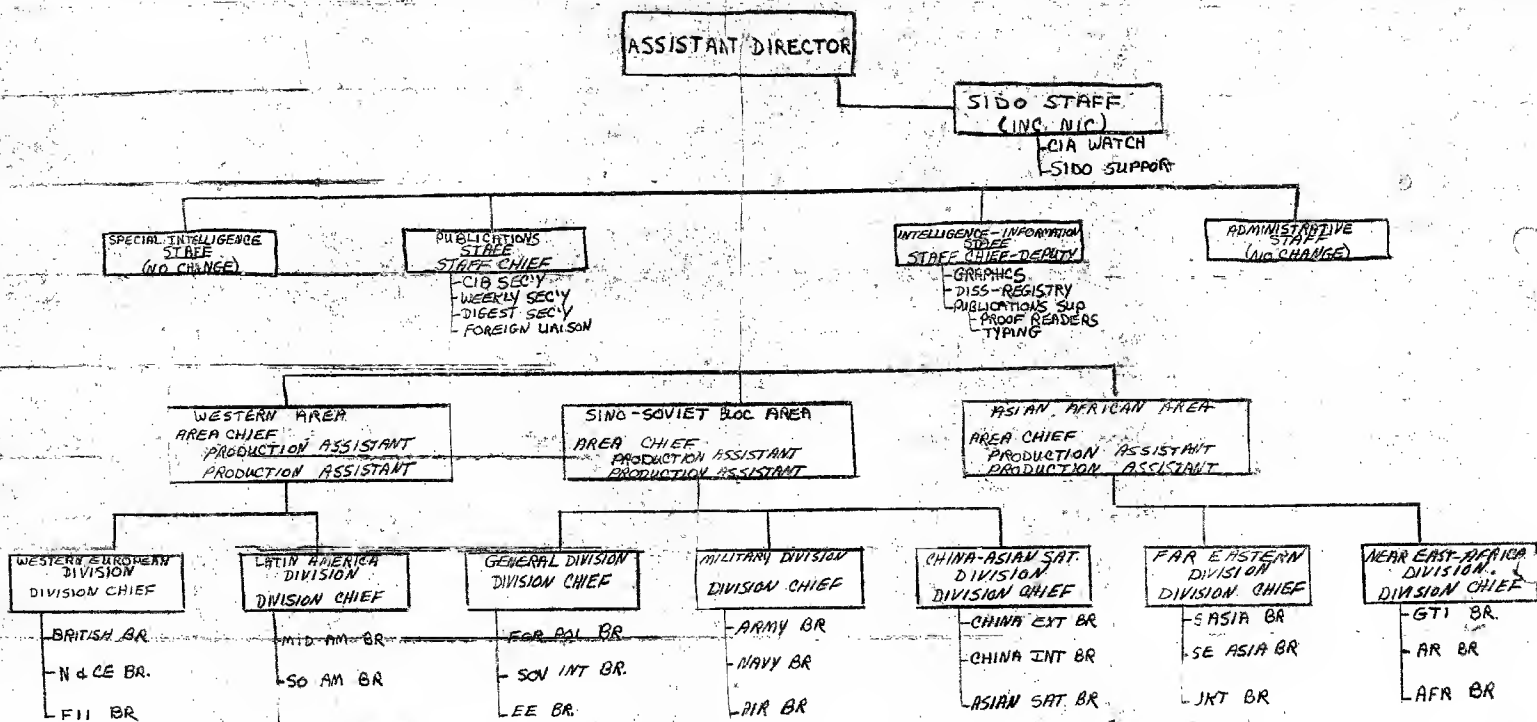 ASSISTANT DIRECTOR
SIDO STAFF
(INC. NIC)
CIA WATCH
SIDO SUPPORT
SPECIAL INTELLIGENCE
STAFF
(NO CHANGE)
PUBLICATIONS
STAFF
STAFF CHIEF
CIB SEC'Y
WEEKLY SEC'Y
DIGEST SEC'Y
FOREIGN LIAISON
INTELLIGENCE-INFORMATION
STAFF
STAFF CHIEF-DEPUTY
GRAPHICS
DISS-REGISTRY
PUBLICATIONS SUP
PROOF READERS
TYPING
ADMINISTRATIVE
STAFF
(NO CHANGE)
WESTERN AREA
AREA CHIEF
PRODUCTION ASSISTANT
PRODUCTION ASSISTANT
SINO-SOVIET BLOC AREA
AREA CHIEF
PRODUCTION ASSISTANT
PRODUCTION ASSISTANT
ASIAN AFRICAN AREA
AREA CHIEF
PRODUCTION ASSISTANT
PRODUCTION ASSISTANT
WESTERN EUROPEAN
DIVISION
DIVISION CHIEF
BRITISH BR
N & CE BR.
BR
LATIN AMERICA
DIVISION
DIVISION CHIEF
MID AM BR
SO AM BR
GENERAL DIVISION
DIVISION CHIEF
FOR POL BR
SOV INT BR.
EE BR.
MILITARY DIVISION
DIVISION CHIEF
ARMY BR
NAVY BR
AIR BR
CHINA-ASIAN SAT.
DIVISION
DIVISION CHIEF
CHINA EXT BR
CHINA INT BR
ASIAN SAT. BR
FAR EASTERN
DIVISION
DIVISION CHIEF
S ASIA BR
SE ASIA BR
JKT BR
NEAR EAST-AFRICA
DIVISION
DIVISION CHIEF
GTI BR.
AR BR
AFR BR